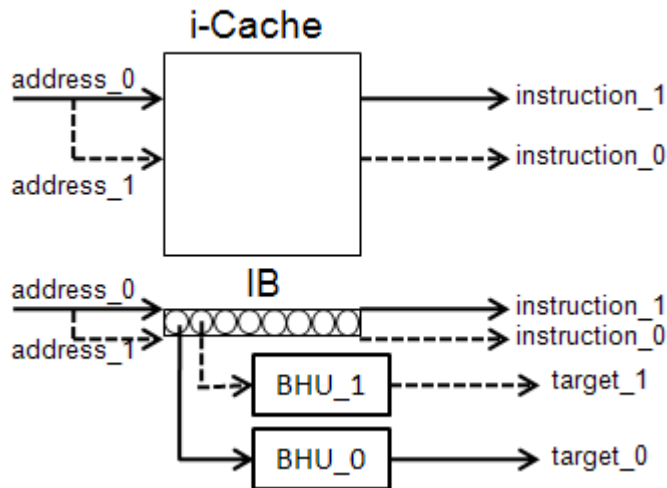 i-Cache
address_0
instruction_1
instruction_0
address_1
IB
address_0
instruction_1
address_1
instruction_0
BHU_1
target_1
BHU_0
target_0